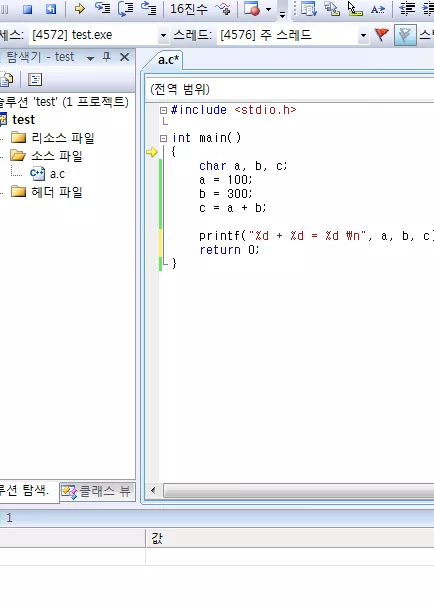 16진수
세스: [4572] test.exe 스레드: [4576] 주 스레드
탐색기 - test
a.c*
(전역 범위)
솔루션 'test' (1 프로젝트)
test
리소스 파일
소스 파일
a.c
헤더 파일
#include <stdio.h>
int main()
{
char a, b, c;
a = 100;
b = 300;
c = a + b;
printf("%d + %d = %d ₩n", a, b, c)
return 0;
}
루션 탐색. 클래스 뷰
1
값